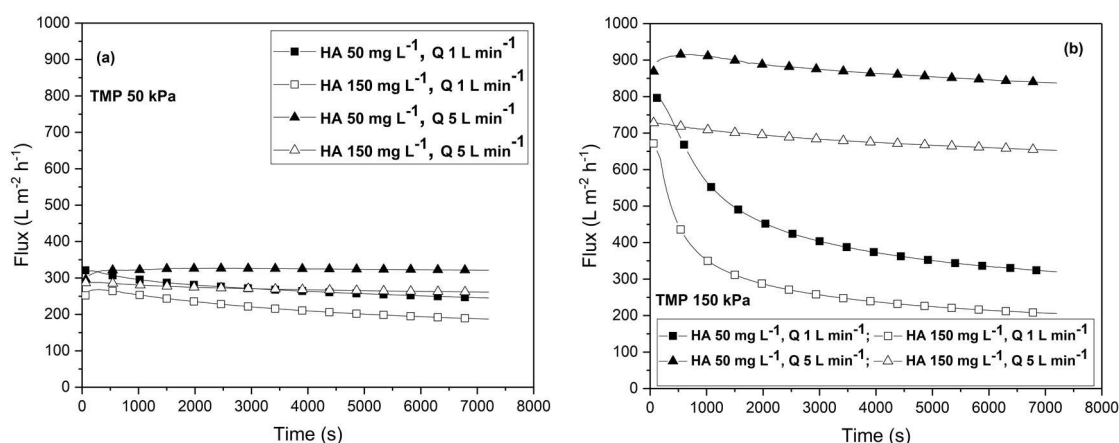 (a)
TMP 50 kPa
HA 50 mg L⁻¹, Q 1 L min⁻¹
HA 150 mg L⁻¹, Q 1 L min⁻¹
HA 50 mg L⁻¹, Q 5 L min⁻¹
HA 150 mg L⁻¹, Q 5 L min⁻¹
Flux (L m⁻² h⁻¹)
1000
900
800
700
600
500
400
300
200
100
0
0 1000 2000 3000 4000 5000 6000 7000 8000
Time (s)
(b)
TMP 150 kPa
HA 50 mg L⁻¹, Q 1 L min⁻¹; HA 150 mg L⁻¹, Q 1 L min⁻¹
HA 50 mg L⁻¹, Q 5 L min⁻¹; HA 150 mg L⁻¹, Q 5 L min⁻¹
Flux (L m⁻² h⁻¹)
1000
900
800
700
600
500
400
300
200
100
0
0 1000 2000 3000 4000 5000 6000 7000 8000
Time (s)